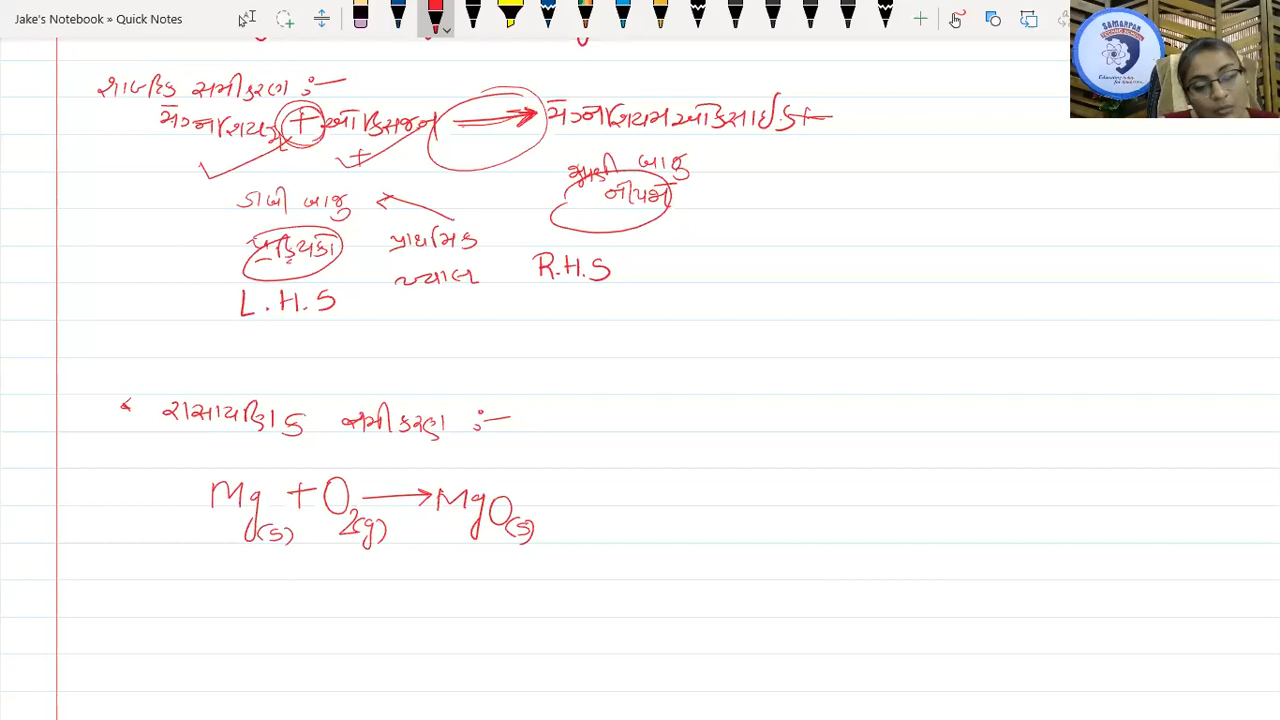 Jake's Notebook » Quick Notes
SAMARPAN
શાબ્દિક સમીકરણ :-
મેગ્નેશિયમ + ઓક્સિજન → મેગ્નેશિયમ ઓક્સાઈડ
ડાબી બાજુ
જમણી બાજુ
નીપજ
પ્રક્રિયકો
પ્રાથમિક
ખ્યાલ
R.H.S
L.H.S
રાસાયણિક સમીકરણ :-
Mg(s) + O2(g) → MgO(s)